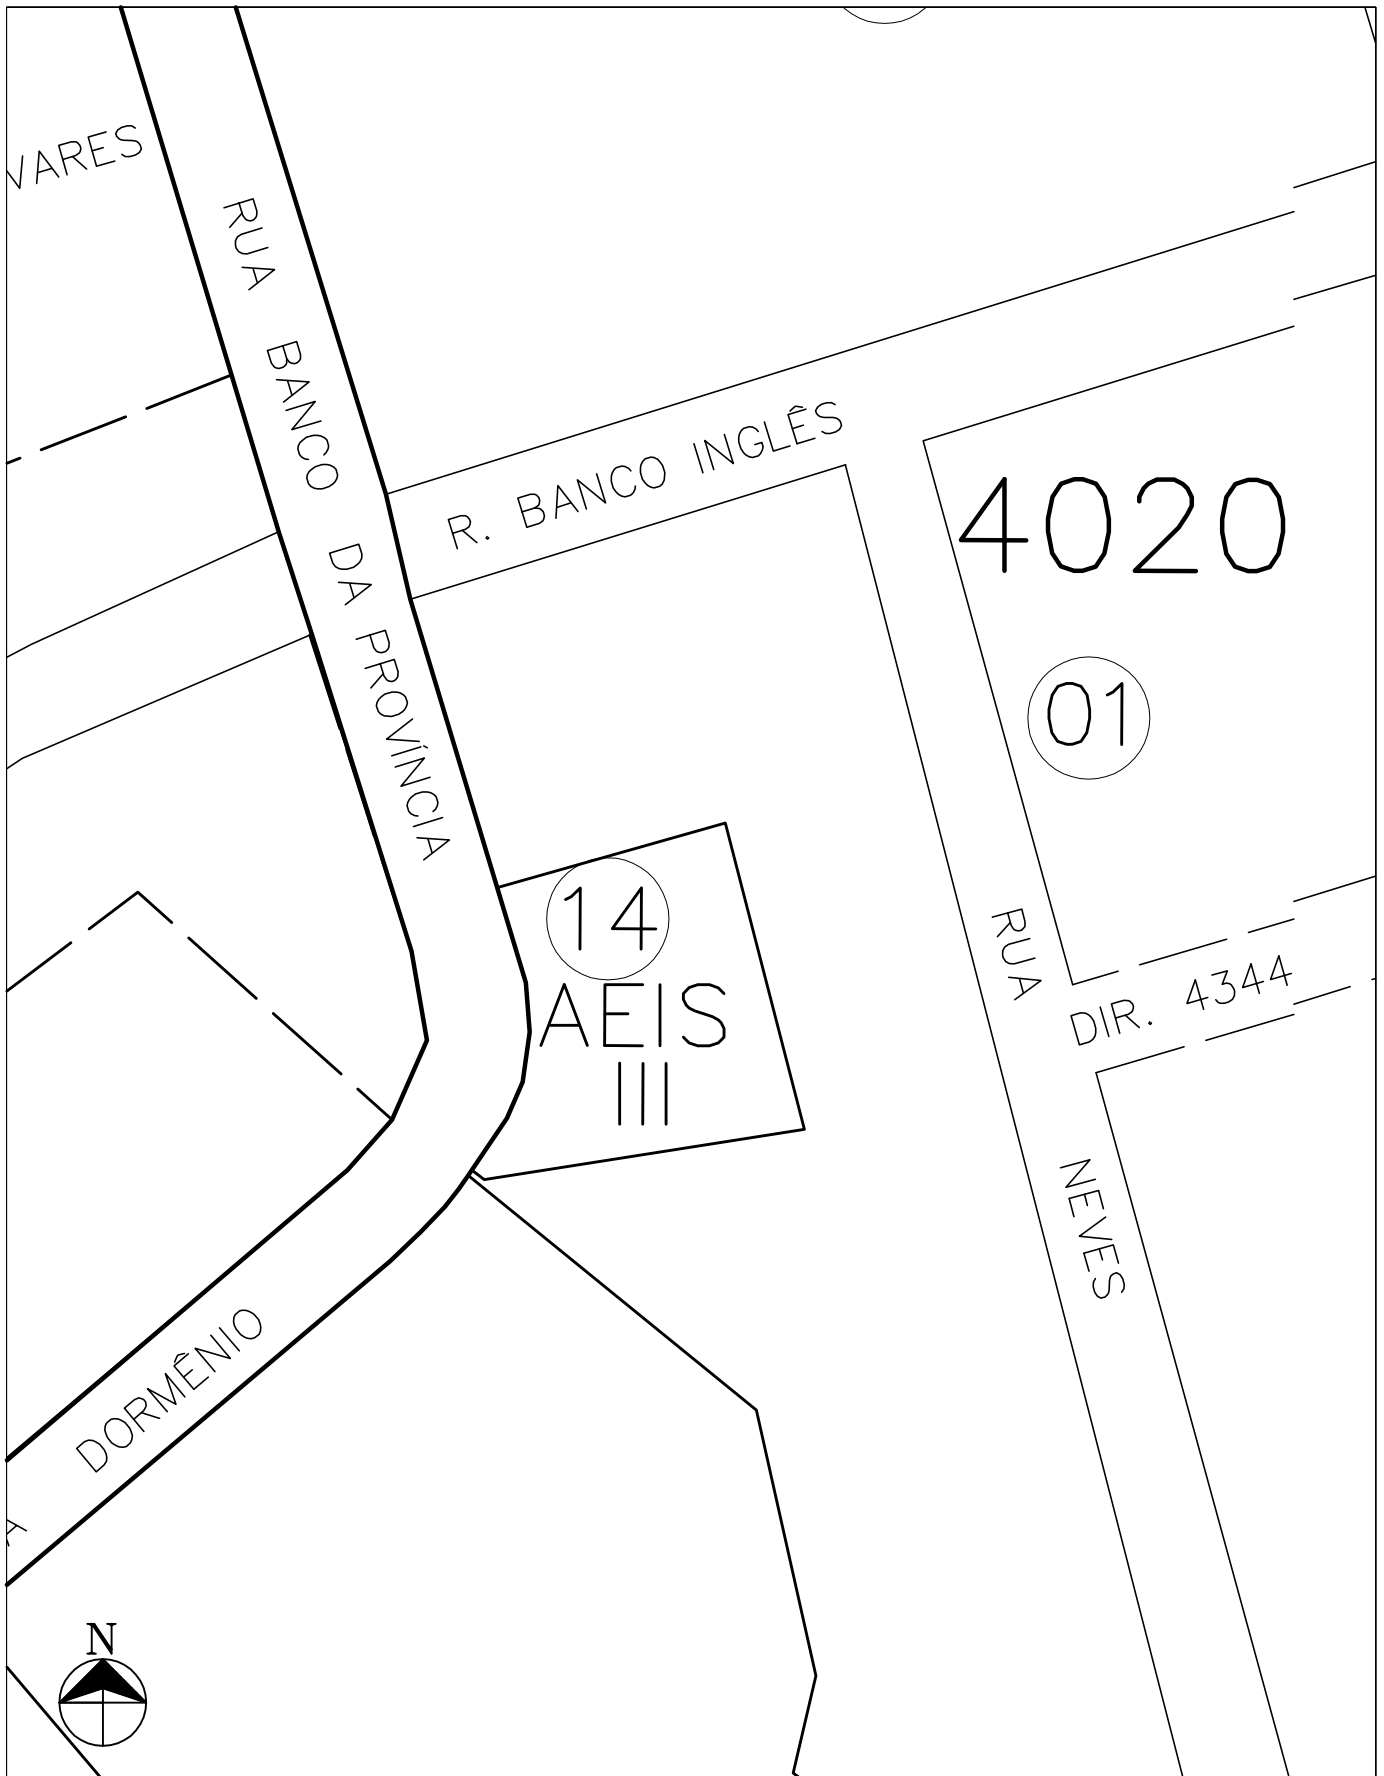 VARES
RUA BANCO DA PROVÍNCIA
R. BANCO INGLÊS
4020
01
14
AEIS
III
RUA NEVES
DIR. 4344
DORMÊNIO
A
N